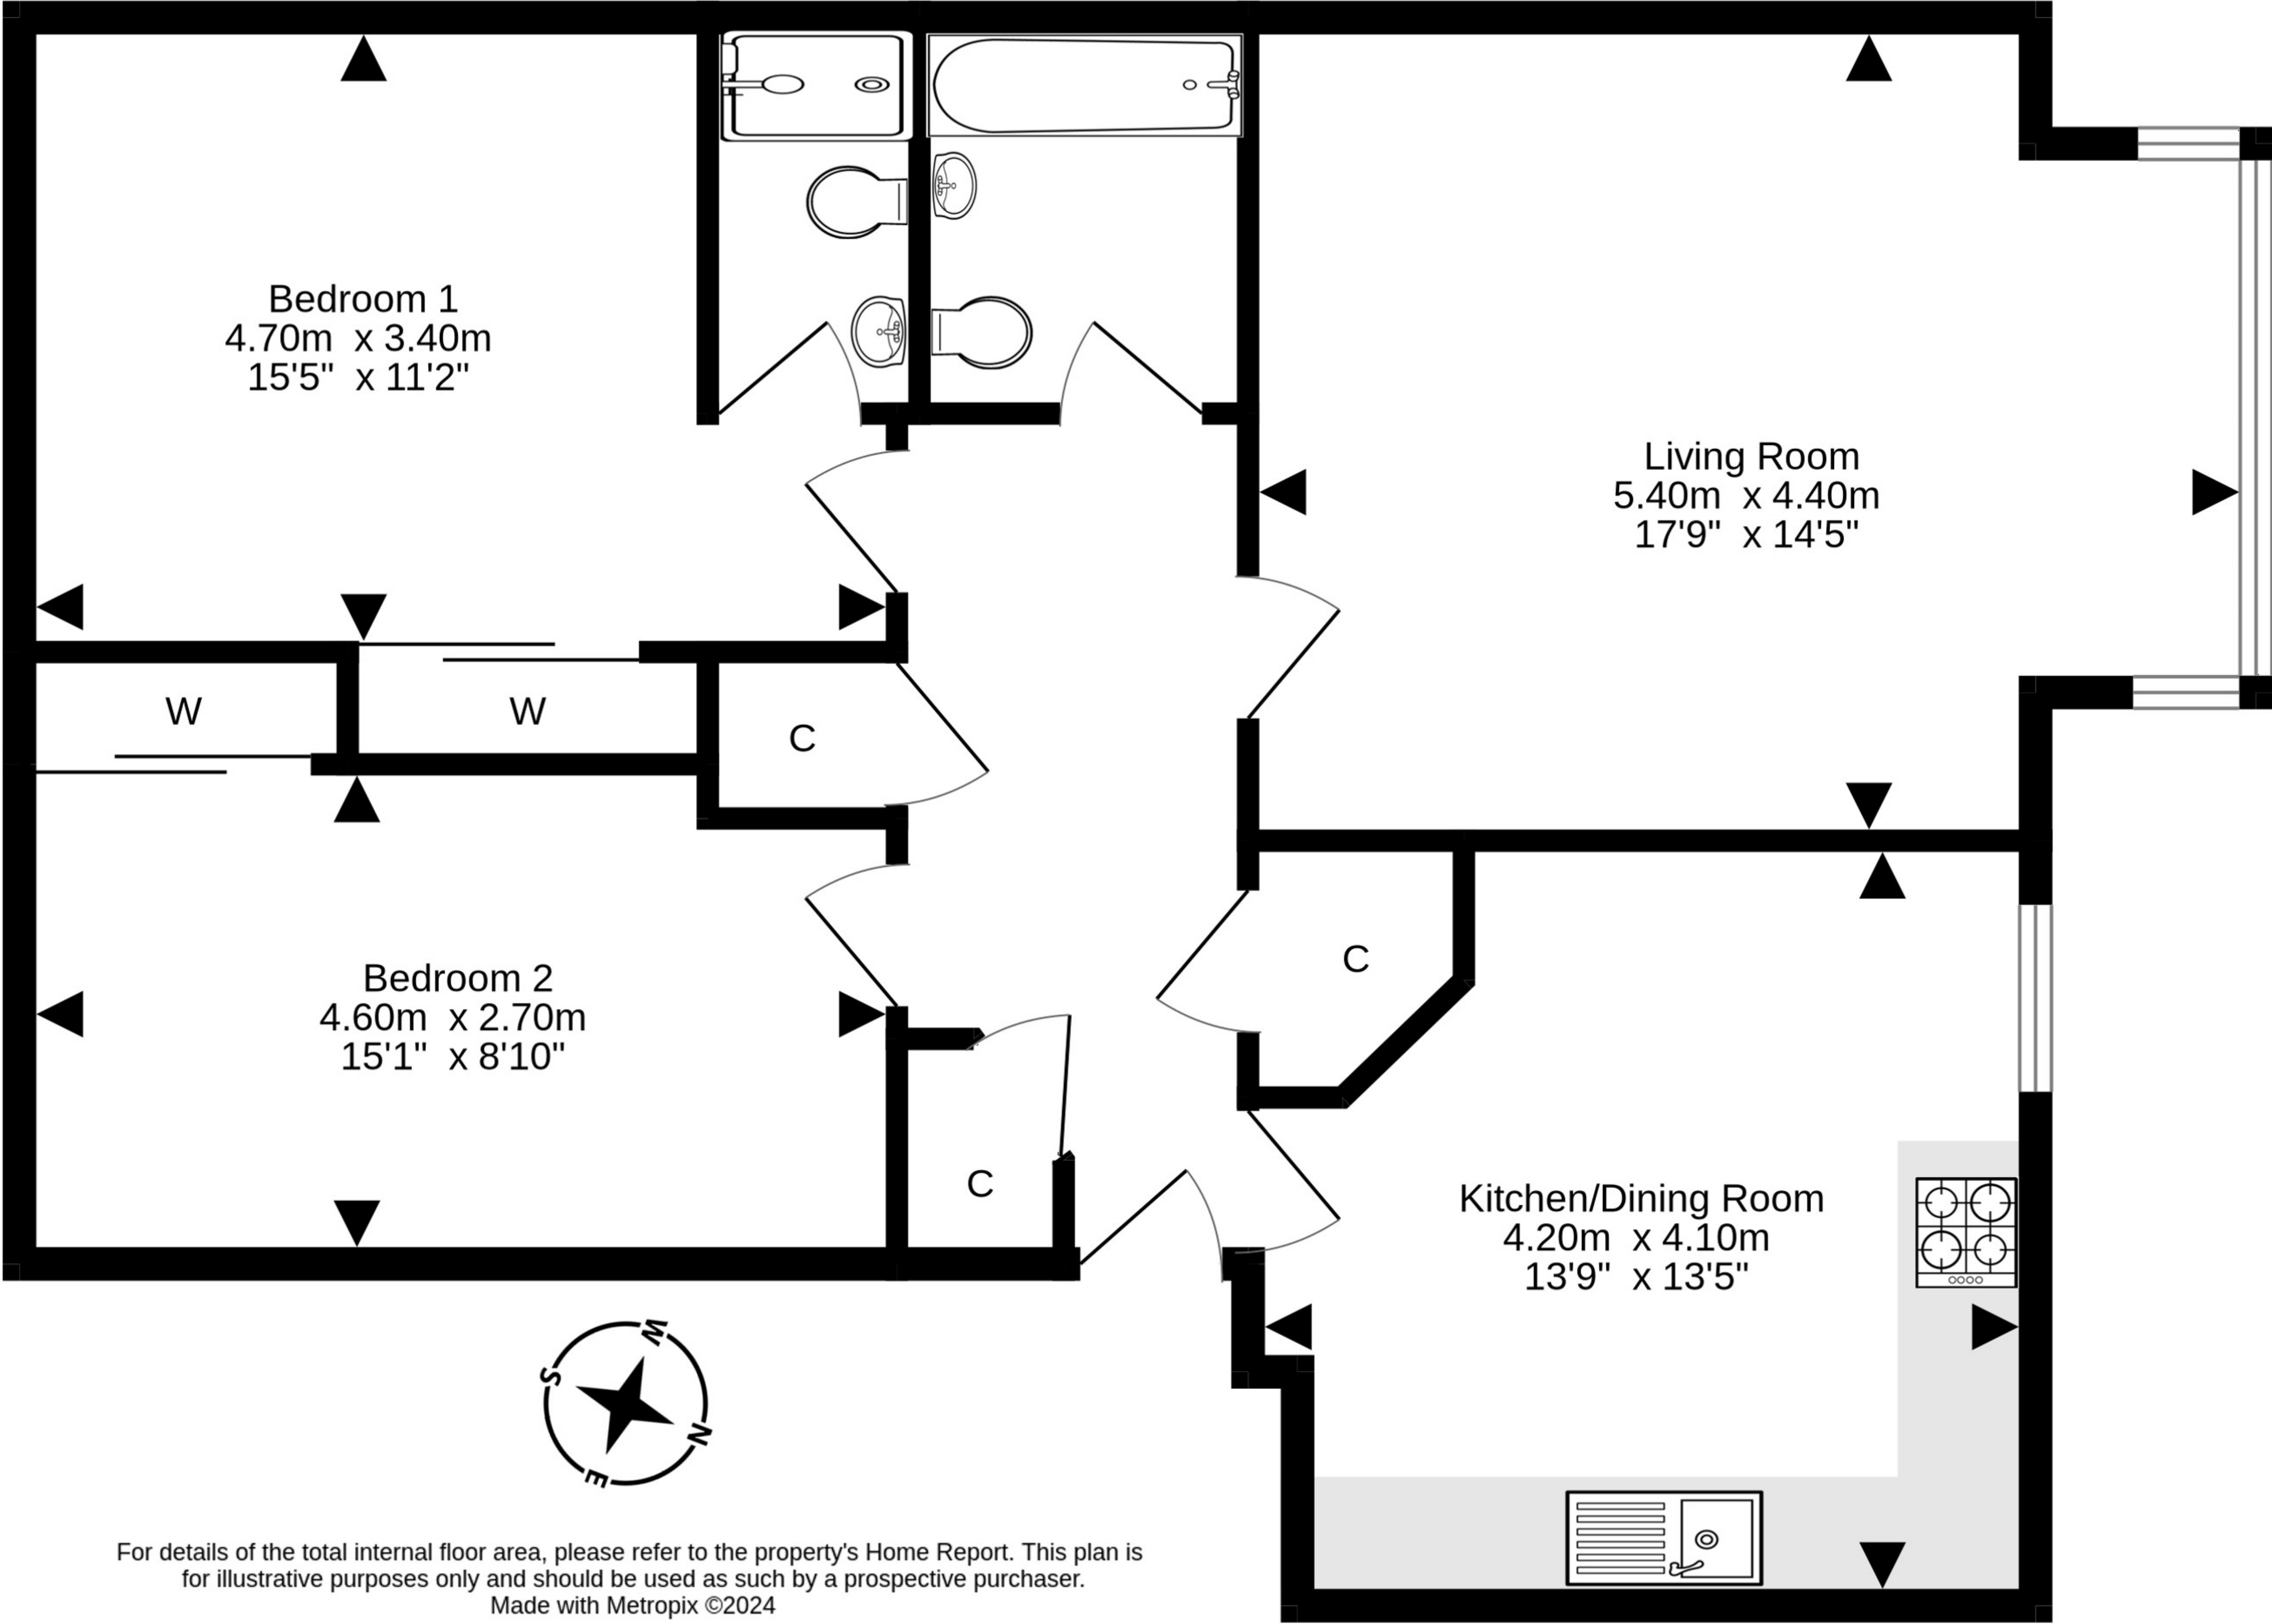 Bedroom 1
4.70m x 3.40m
15'5" x 11'2"
Living Room
5.40m x 4.40m
17'9" x 14'5"
W
W
C
Bedroom 2
4.60m x 2.70m
15'1" x 8'10"
C
C
Kitchen/Dining Room
4.20m x 4.10m
13'9" x 13'5"
W
S
N
E
For details of the total internal floor area, please refer to the property's Home Report. This plan is
for illustrative purposes only and should be used as such by a prospective purchaser.
Made with Metropix ©2024